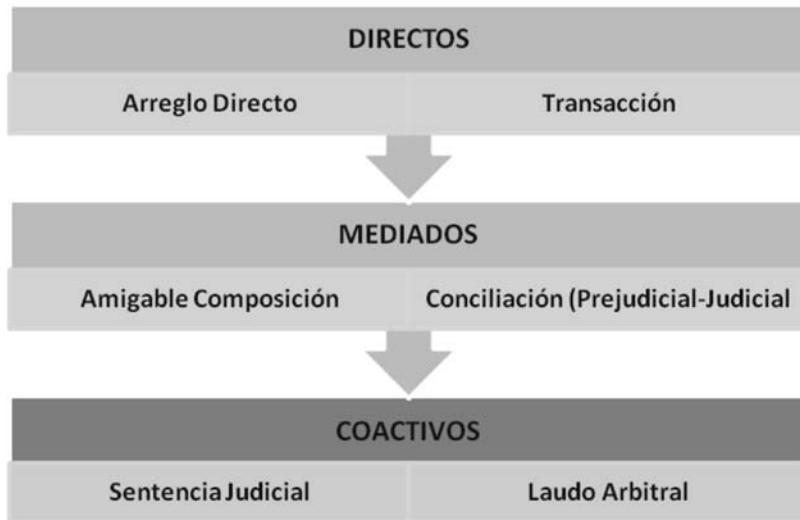 DIRECTOS
Arreglo Directo
Transacción
MEDIADOS
Amigable Composición
Conciliación (Prejudicial-Judicial
COACTIVOS
Sentencia Judicial
Laudo Arbitral